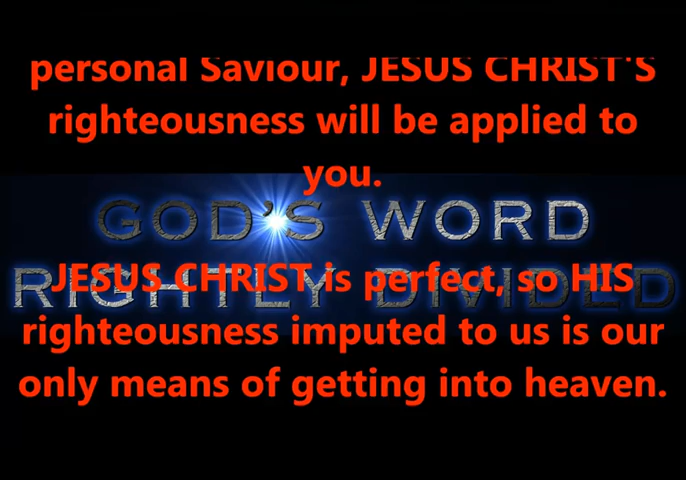 personal Saviour, JESUS CHRIST'S
righteousness will be applied to
you.
GOD'S WORD
RIGHTLY DIVIDED
JESUS CHRIST is perfect, so HIS
righteousness imputed to us is our
only means of getting into heaven.